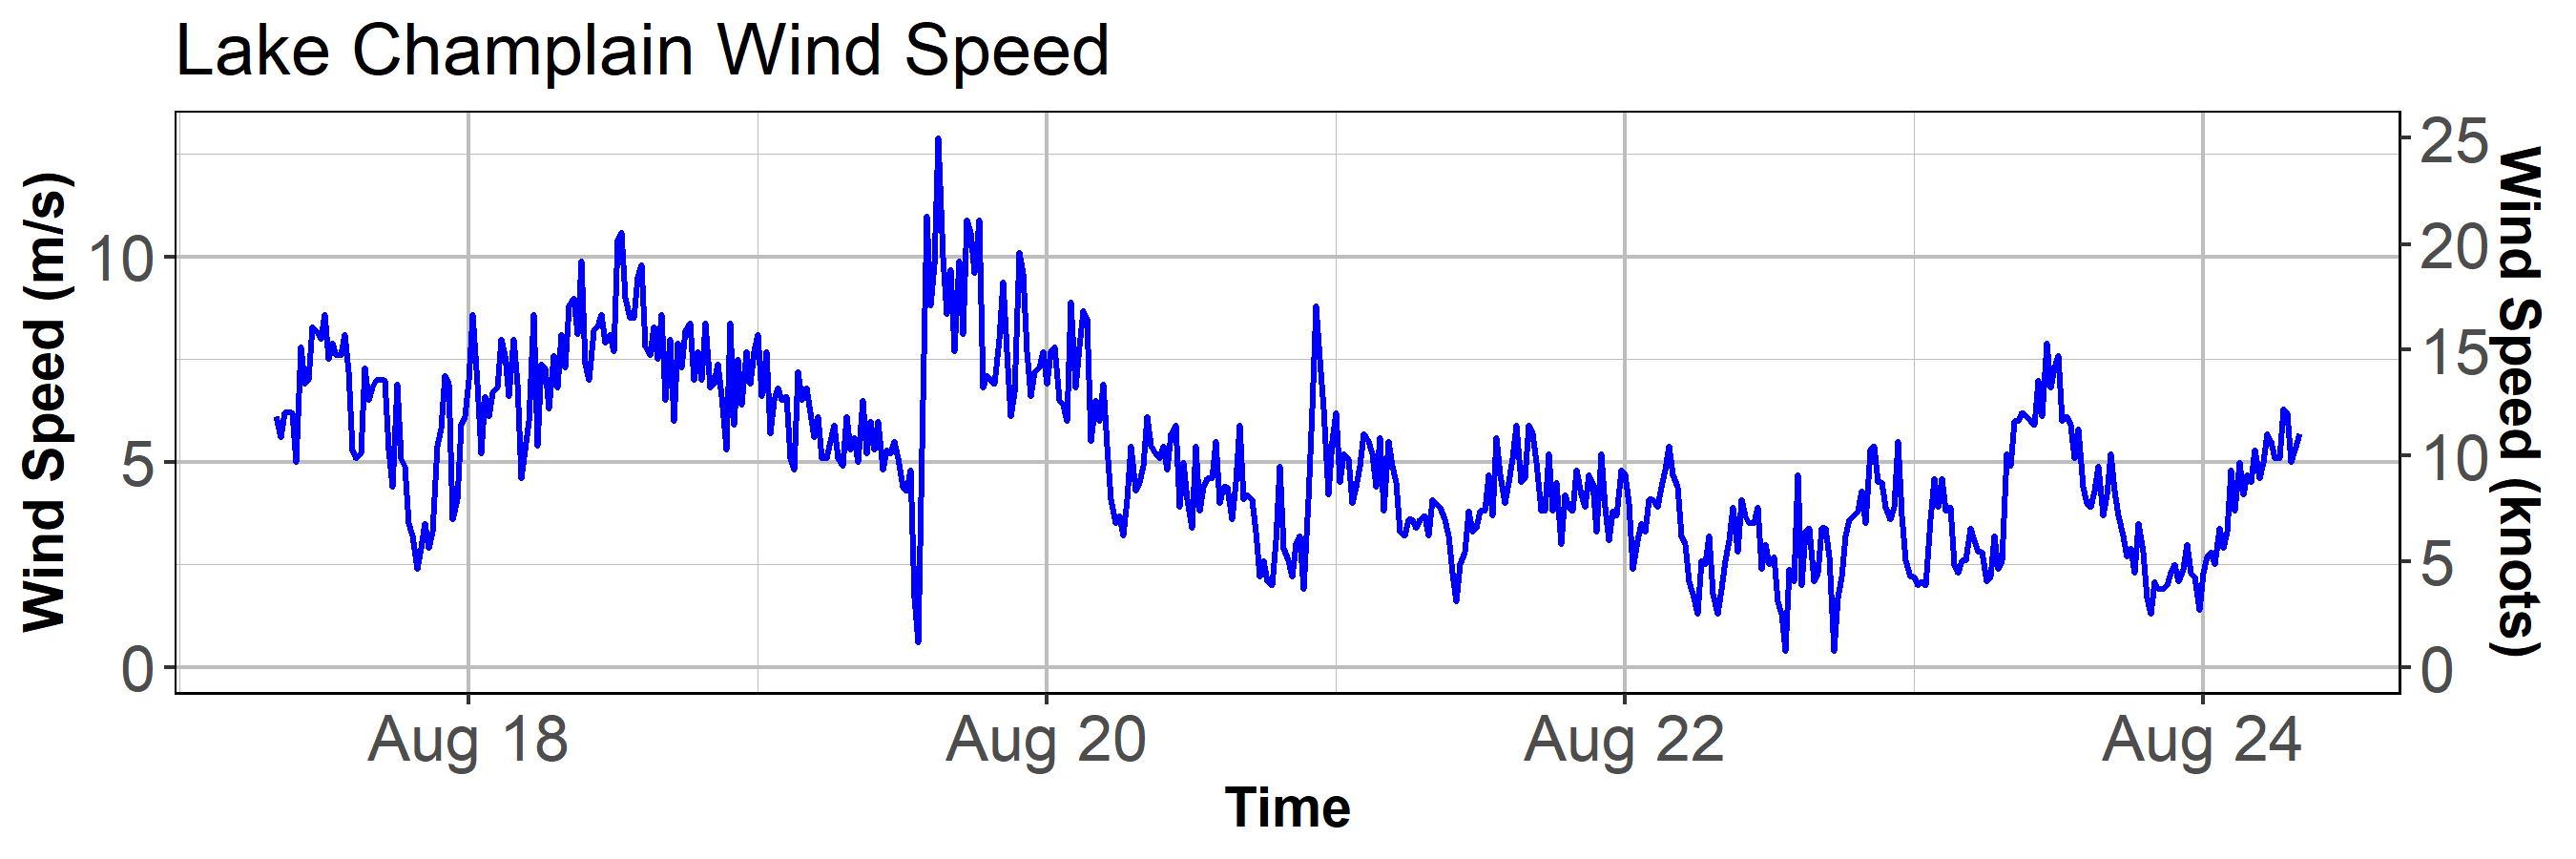 Lake Champlain Wind Speed
Wind Speed (m/s)
10
5
0
25
20
15
10
5
0
Wind Speed (knots)
Aug 18 Aug 20 Aug 22 Aug 24
Time